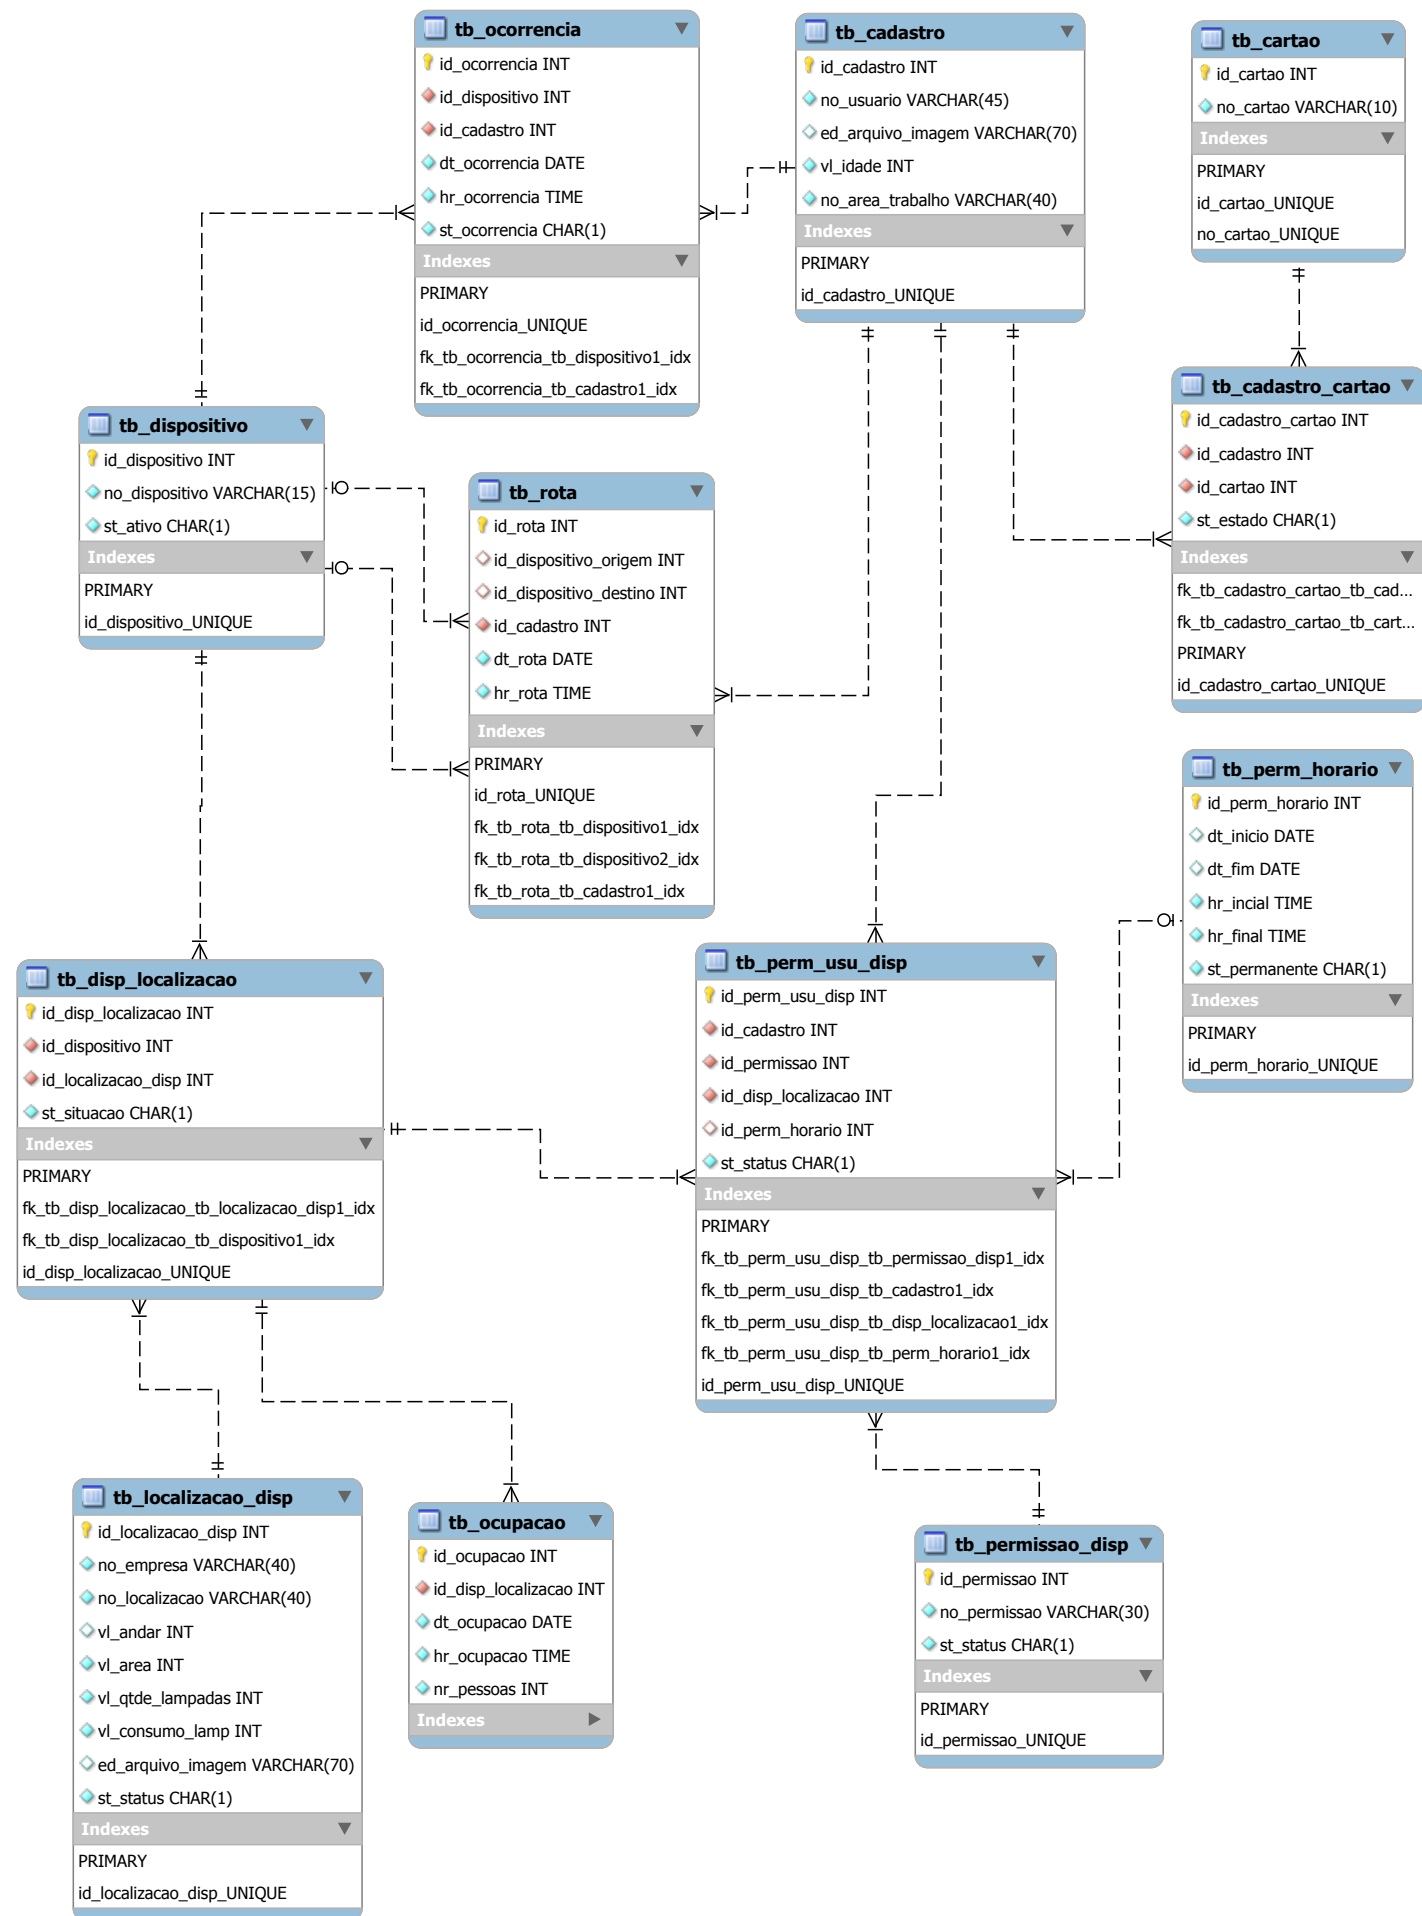 tb_ocorrencia
id_ocorrencia INT
id_dispositivo INT
id_cadastro INT
dt_ocorrencia DATE
hr_ocorrencia TIME
st_ocorrencia CHAR(1)
Indexes
PRIMARY
id_ocorrencia_UNIQUE
fk_tb_ocorrencia_tb_dispositivo1_idx
fk_tb_ocorrencia_tb_cadastro1_idx
tb_cadastro
id_cadastro INT
no_usuario VARCHAR(45)
ed_arquivo_imagem VARCHAR(70)
vl_idade INT
no_area_trabalho VARCHAR(40)
Indexes
PRIMARY
id_cadastro_UNIQUE
tb_cartao
id_cartao INT
no_cartao VARCHAR(10)
Indexes
PRIMARY
id_cartao_UNIQUE
no_cartao_UNIQUE
tb_cadastro_cartao
id_cadastro_cartao INT
id_cadastro INT
id_cartao INT
st_estado CHAR(1)
Indexes
fk_tb_cadastro_cartao_tb_cad...
fk_tb_cadastro_cartao_tb_cart...
PRIMARY
id_cadastro_cartao_UNIQUE
tb_dispositivo
id_dispositivo INT
no_dispositivo VARCHAR(15)
st_ativo CHAR(1)
Indexes
PRIMARY
id_dispositivo_UNIQUE
tb_rota
id_rota INT
id_dispositivo_origem INT
id_dispositivo_destino INT
id_cadastro INT
dt_rota DATE
hr_rota TIME
Indexes
PRIMARY
id_rota_UNIQUE
fk_tb_rota_tb_dispositivo1_idx
fk_tb_rota_tb_dispositivo2_idx
fk_tb_rota_tb_cadastro1_idx
tb_perm_horario
id_perm_horario INT
dt_inicio DATE
dt_fim DATE
hr_incial TIME
hr_final TIME
st_permanente CHAR(1)
Indexes
PRIMARY
id_perm_horario_UNIQUE
tb_disp_localizacao
id_disp_localizacao INT
id_dispositivo INT
id_localizacao_disp INT
st_situacao CHAR(1)
Indexes
PRIMARY
fk_tb_disp_localizacao_tb_localizacao_disp1_idx
fk_tb_disp_localizacao_tb_dispositivo1_idx
id_disp_localizacao_UNIQUE
tb_perm_usu_disp
id_perm_usu_disp INT
id_cadastro INT
id_permissao INT
id_disp_localizacao INT
id_perm_horario INT
st_status CHAR(1)
Indexes
PRIMARY
fk_tb_perm_usu_disp_tb_permissao_disp1_idx
fk_tb_perm_usu_disp_tb_cadastro1_idx
fk_tb_perm_usu_disp_tb_disp_localizacao1_idx
fk_tb_perm_usu_disp_tb_perm_horario1_idx
id_perm_usu_disp_UNIQUE
tb_localizacao_disp
id_localizacao_disp INT
no_empresa VARCHAR(40)
no_localizacao VARCHAR(40)
vl_andar INT
vl_area INT
vl_qtde_lampadas INT
vl_consumo_lamp INT
ed_arquivo_imagem VARCHAR(70)
st_status CHAR(1)
Indexes
PRIMARY
id_localizacao_disp_UNIQUE
tb_ocupacao
id_ocupacao INT
id_disp_localizacao INT
dt_ocupacao DATE
hr_ocupacao TIME
nr_pessoas INT
Indexes
tb_permissao_disp
id_permissao INT
no_permissao VARCHAR(30)
st_status CHAR(1)
Indexes
PRIMARY
id_permissao_UNIQUE